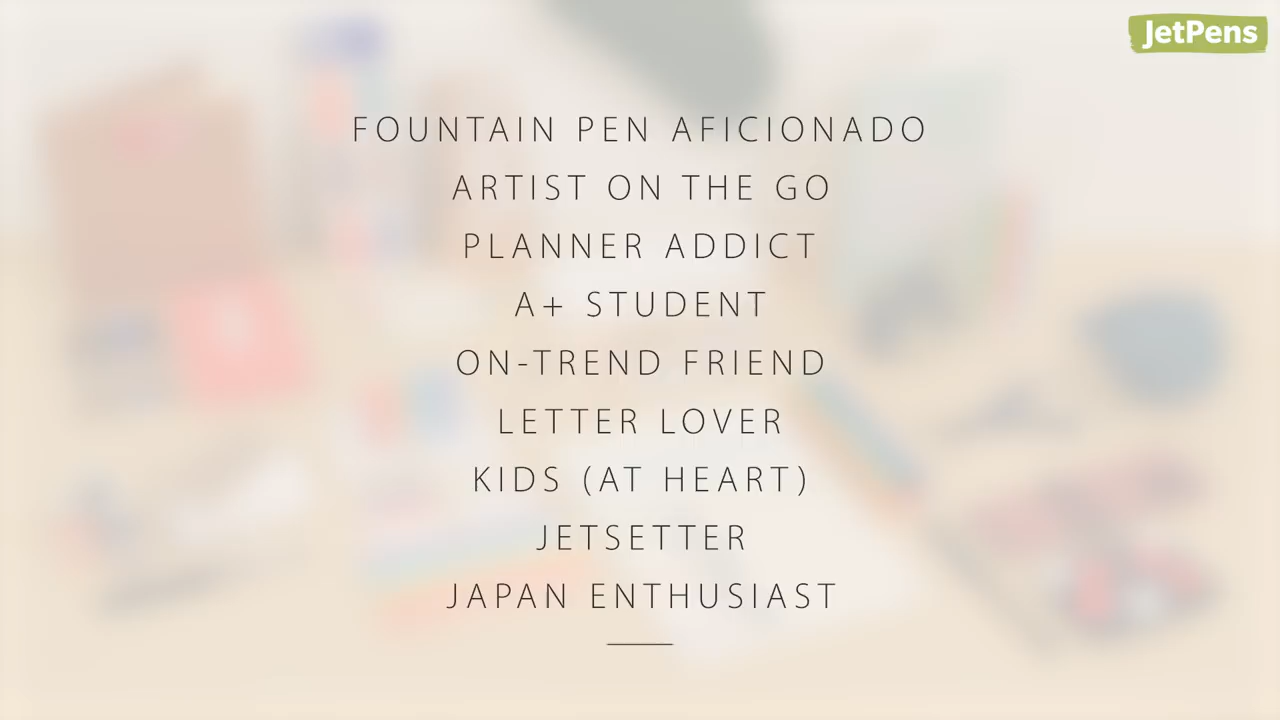 JetPens
FOUNTAIN PEN AFICIONADO
ARTIST ON THE GO
PLANNER ADDICT
A+ STUDENT
ON-TREND FRIEND
LETTER LOVER
KIDS (AT HEART)
JETSETTER
JAPAN ENTHUSIAST